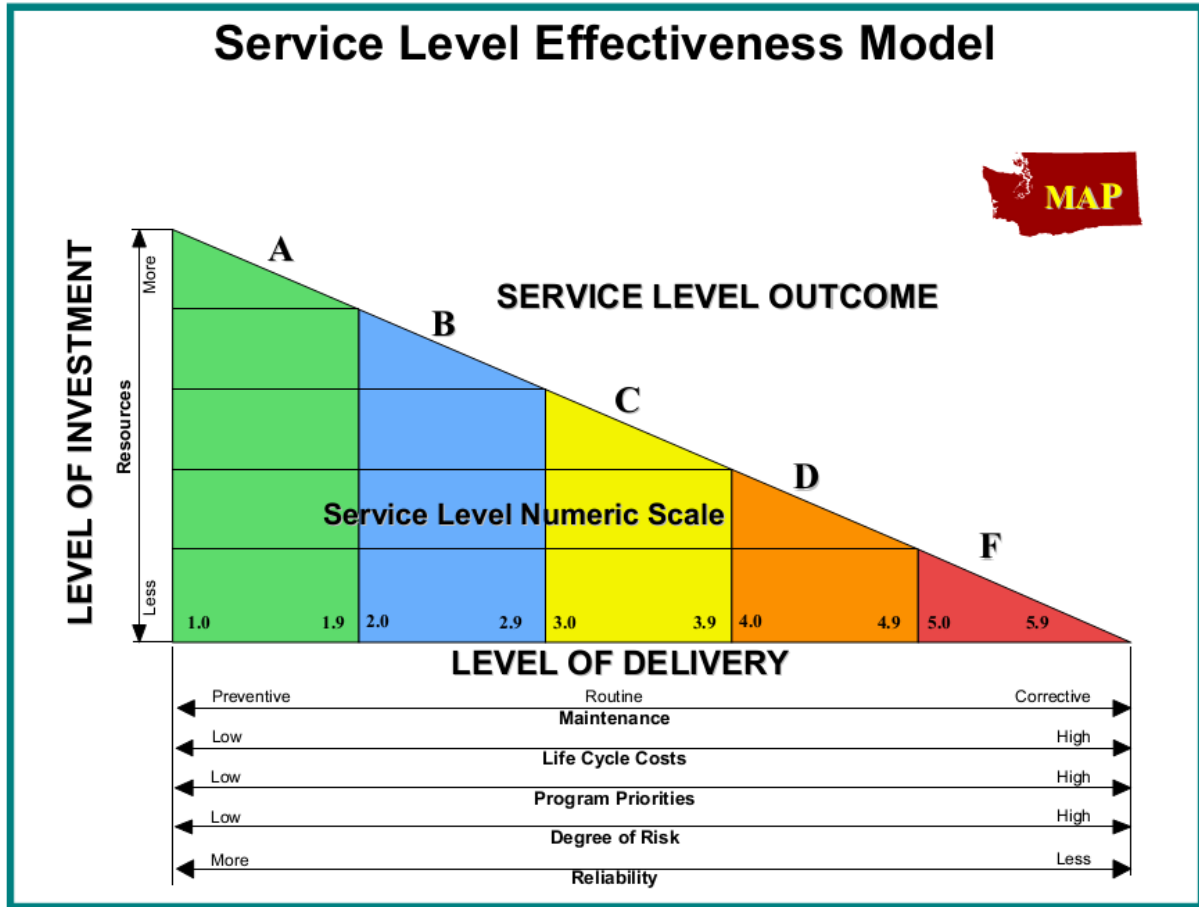 Service Level Effectiveness Model
MAP
LEVEL OF INVESTMENT
Resources
More
Less
A
B
C
D
F
SERVICE LEVEL OUTCOME
Service Level Numeric Scale
1.0 1.9 2.0 2.9 3.0 3.9 4.0 4.9 5.0 5.9
LEVEL OF DELIVERY
Preventive Routine Corrective
Maintenance
Low High
Life Cycle Costs
Low High
Program Priorities
Low High
Degree of Risk
More Less
Reliability